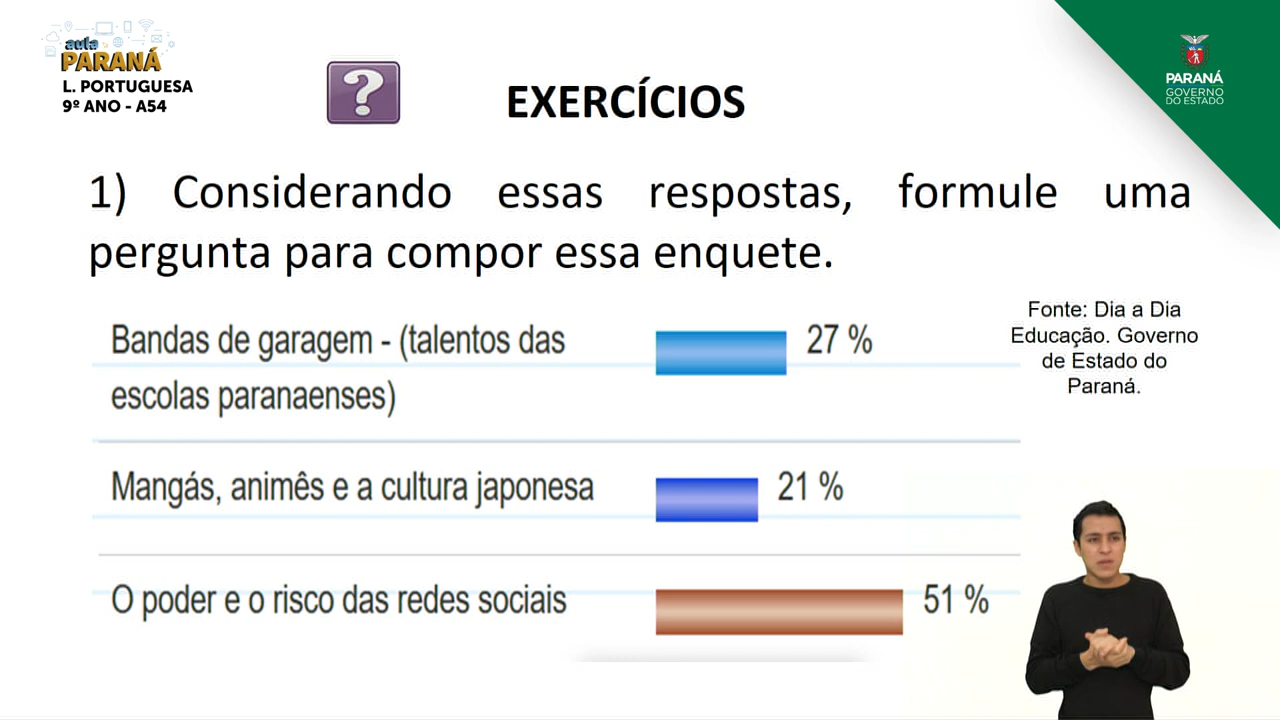 aula
PARANÁ
L. PORTUGUESA
9º ANO - A54
?
EXERCÍCIOS
PARANÁ
GOVERNO
DO ESTADO
1) Considerando essas respostas, formule uma
pergunta para compor essa enquete.
Bandas de garagem - (talentos das
escolas paranaenses)
27 %
Mangás, animês e a cultura japonesa
21 %
O poder e o risco das redes sociais
51 %
Fonte: Dia a Dia
Educação. Governo
de Estado do
Paraná.